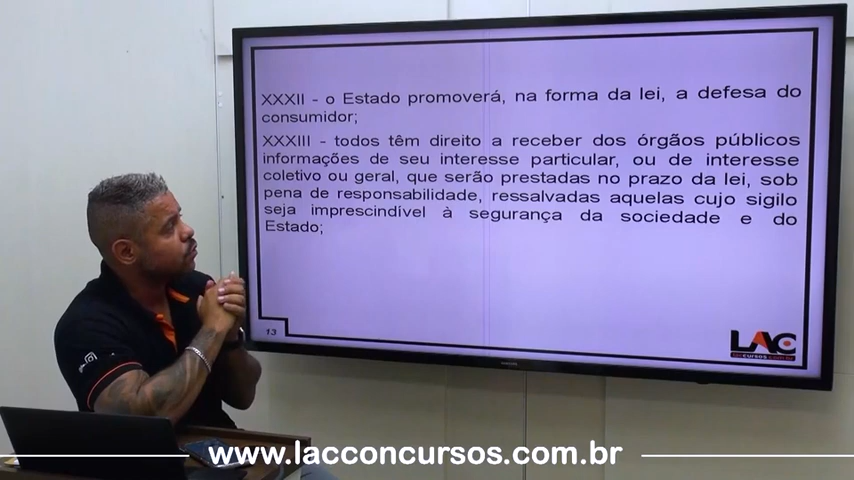 XXXII - o Estado promoverá, na forma da lei, a defesa do
consumidor;
XXXIII - todos têm direito a receber dos órgãos públicos
informações de seu interesse particular, ou de interesse
coletivo ou geral, que serão prestadas no prazo da lei, sob
pena de responsabilidade, ressalvadas aquelas cujo sigilo
seja imprescindível à segurança da sociedade e do
Estado;
13
LAC
www.lacconcursos.com.br